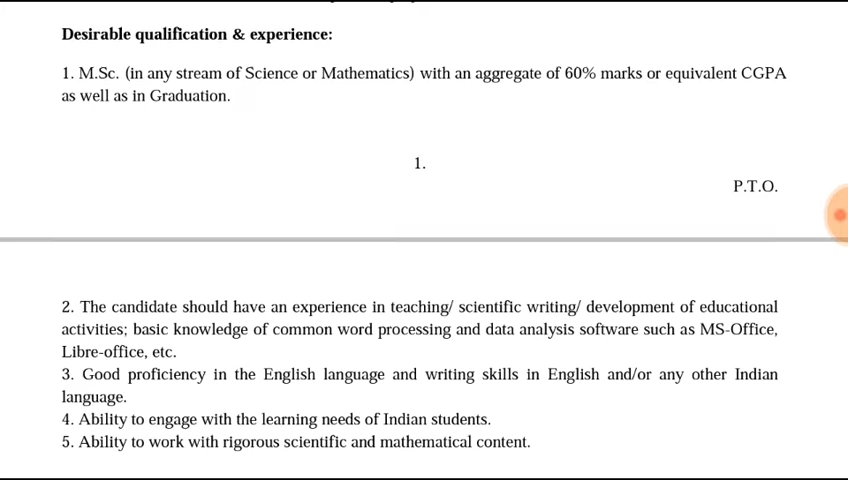 Desirable qualification & experience:
1. M.Sc. (in any stream of Science or Mathematics) with an aggregate of 60% marks or equivalent CGPA
as well as in Graduation.
1.
P.T.O.
2. The candidate should have an experience in teaching/ scientific writing/ development of educational
activities; basic knowledge of common word processing and data analysis software such as MS-Office,
Libre-office, etc.
3. Good proficiency in the English language and writing skills in English and/or any other Indian
language.
4. Ability to engage with the learning needs of Indian students.
5. Ability to work with rigorous scientific and mathematical content.